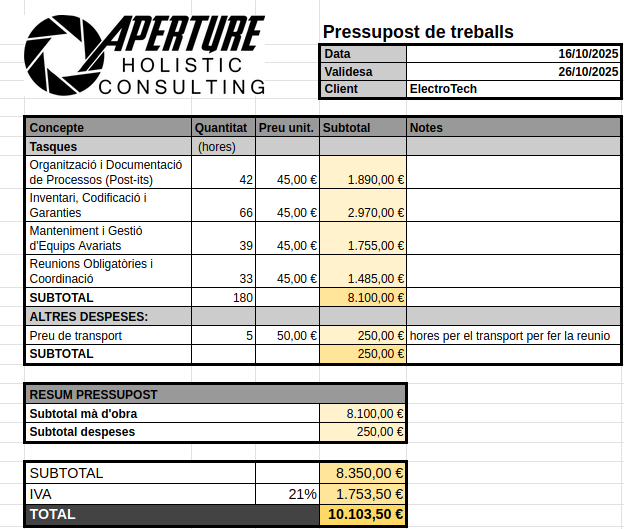 APERTURE
HOLISTIC
CONSULTING
Pressupost de treballs
Data 16/10/2025
Validesa 26/10/2025
Client ElectroTech
Concepte Quantitat Preu unit. Subtotal Notes
Tasques (hores)
Organització i Documentació
de Processos (Post-its) 42 45,00 € 1.890,00 €
Inventari, Codificació i
Garanties 66 45,00 € 2.970,00 €
Manteniment i Gestió
d'Equips Avariats 39 45,00 € 1.755,00 €
Reunions Obligatòries i
Coordinació 33 45,00 € 1.485,00 €
SUBTOTAL 180 8.100,00 €
ALTRES DESPESES:
Preu de transport 5 50,00 € 250,00 € hores per el transport per fer la reunio
SUBTOTAL 250,00 €
RESUM PRESSUPOST
Subtotal mà d'obra 8.100,00 €
Subtotal despeses 250,00 €
SUBTOTAL 8.350,00 €
IVA 21% 1.753,50 €
TOTAL 10.103,50 €